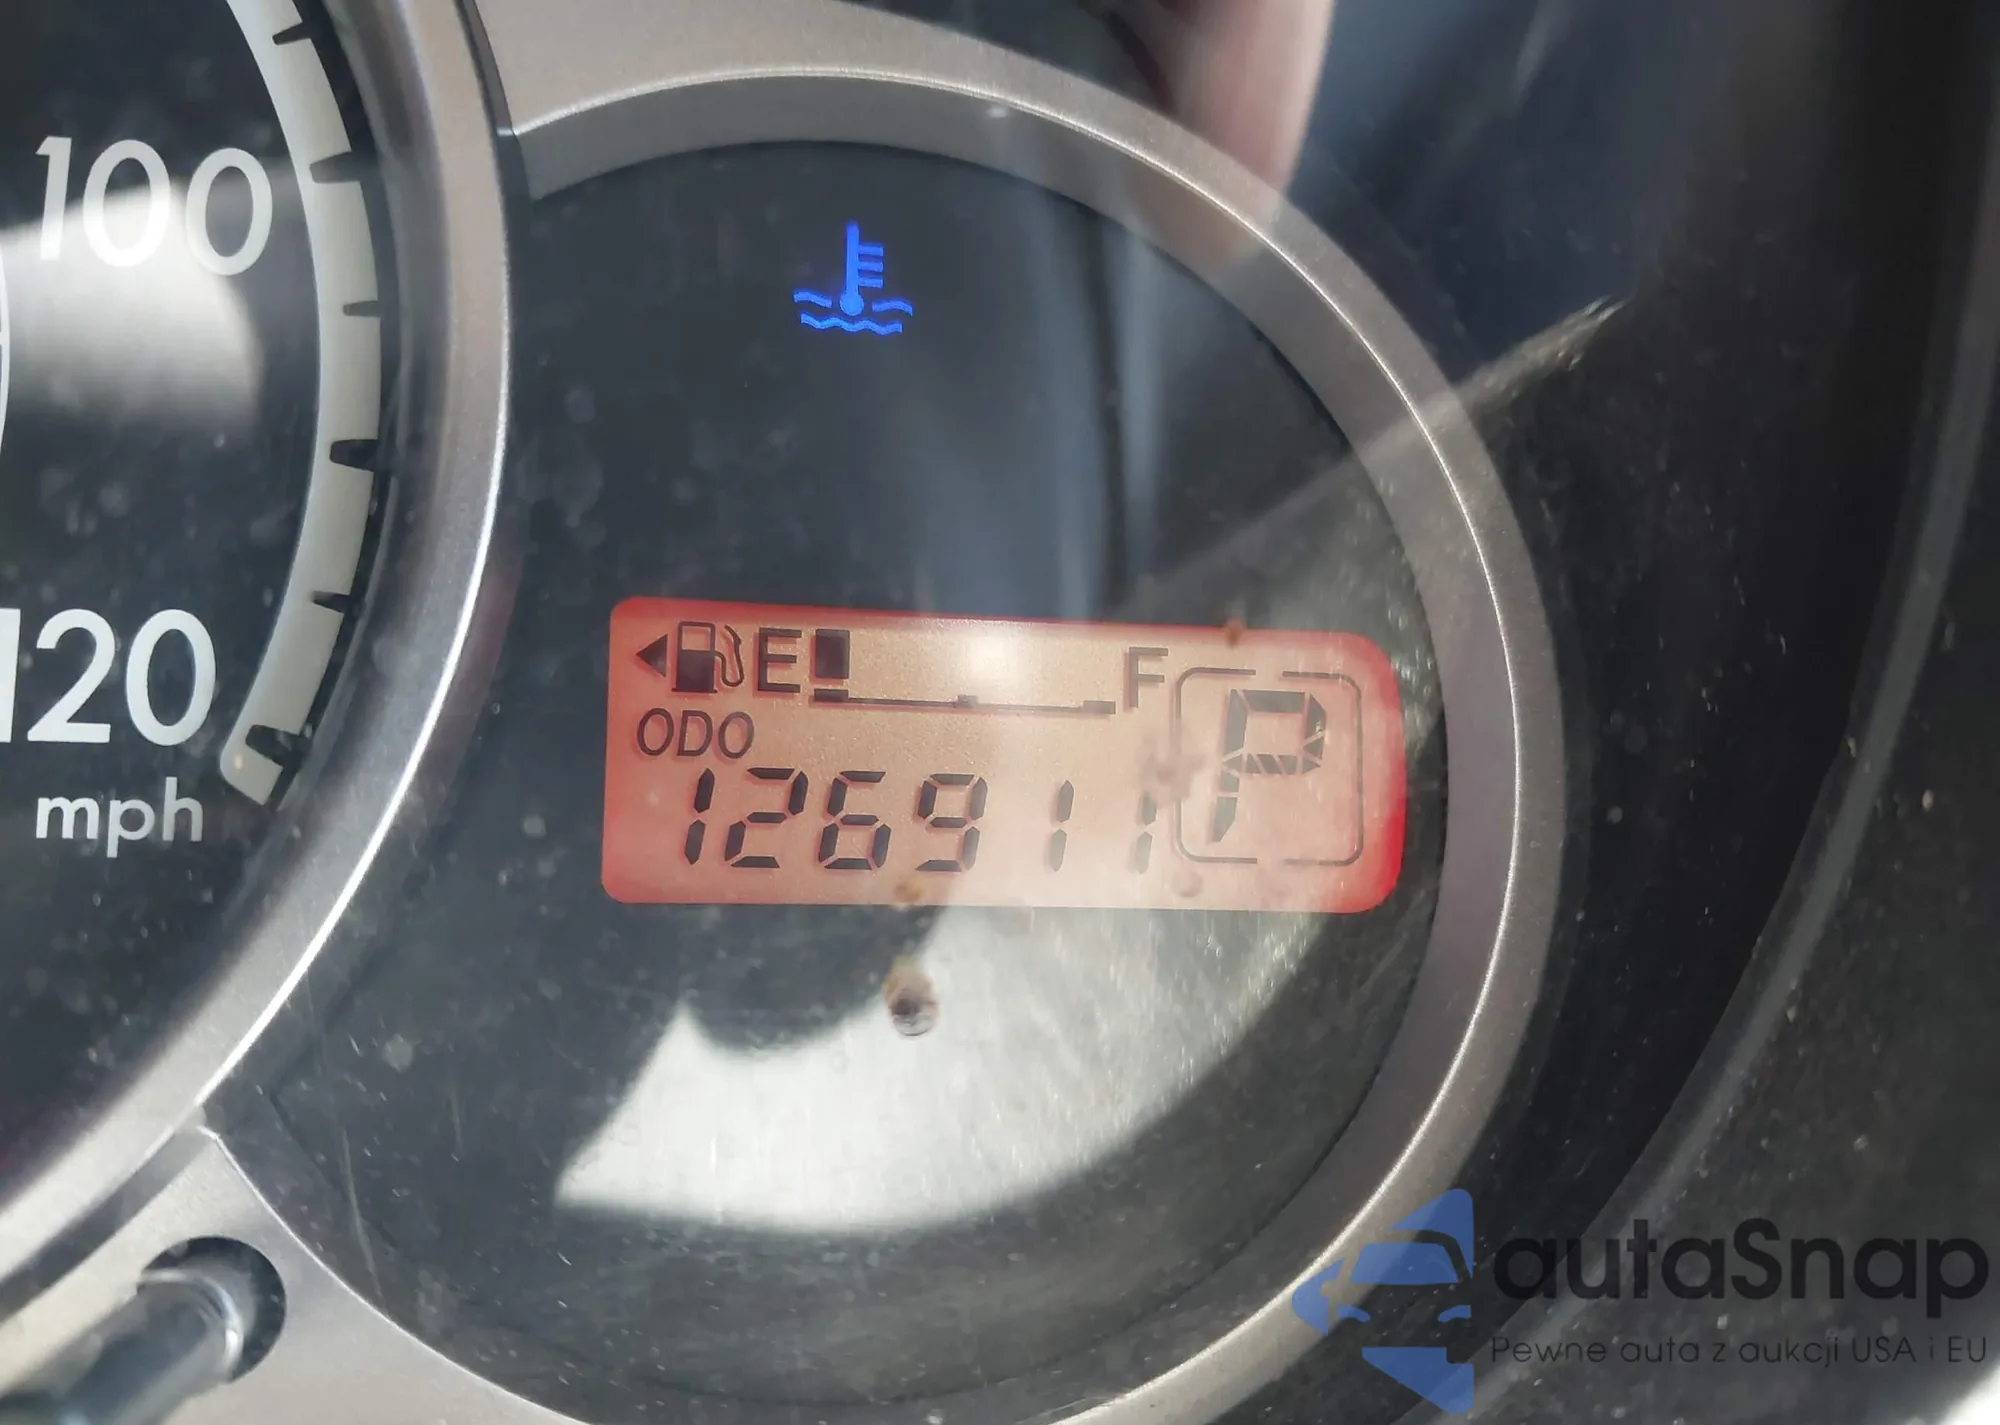 100
120
mph
E F
ODO
126911
P
autaSnap
Pewne auta z aukcji USA i EU